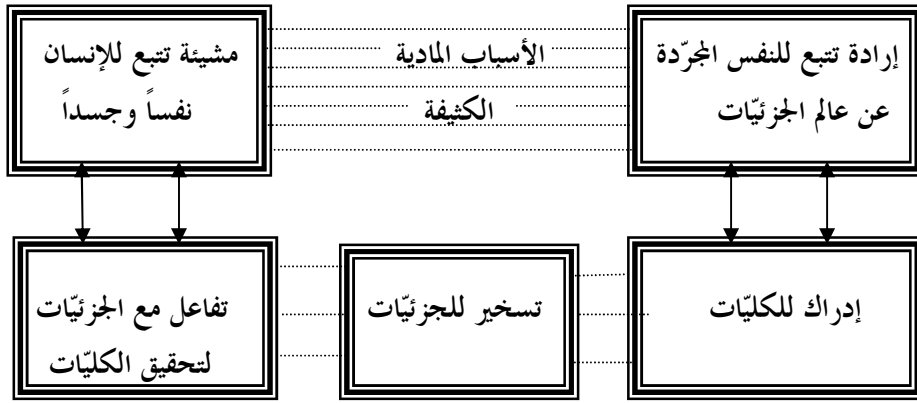 إرادة تتبع للنفس المجرّدة
عن عالم الجزئيّات
الأسباب المادية
الكثيفة
مشيئة تتبع للإنسان
نفساً وجسداً
إدراك للكليّات
تسخير للجزئيّات
تفاعل مع الجزئيّات
لتحقيق الكليّات